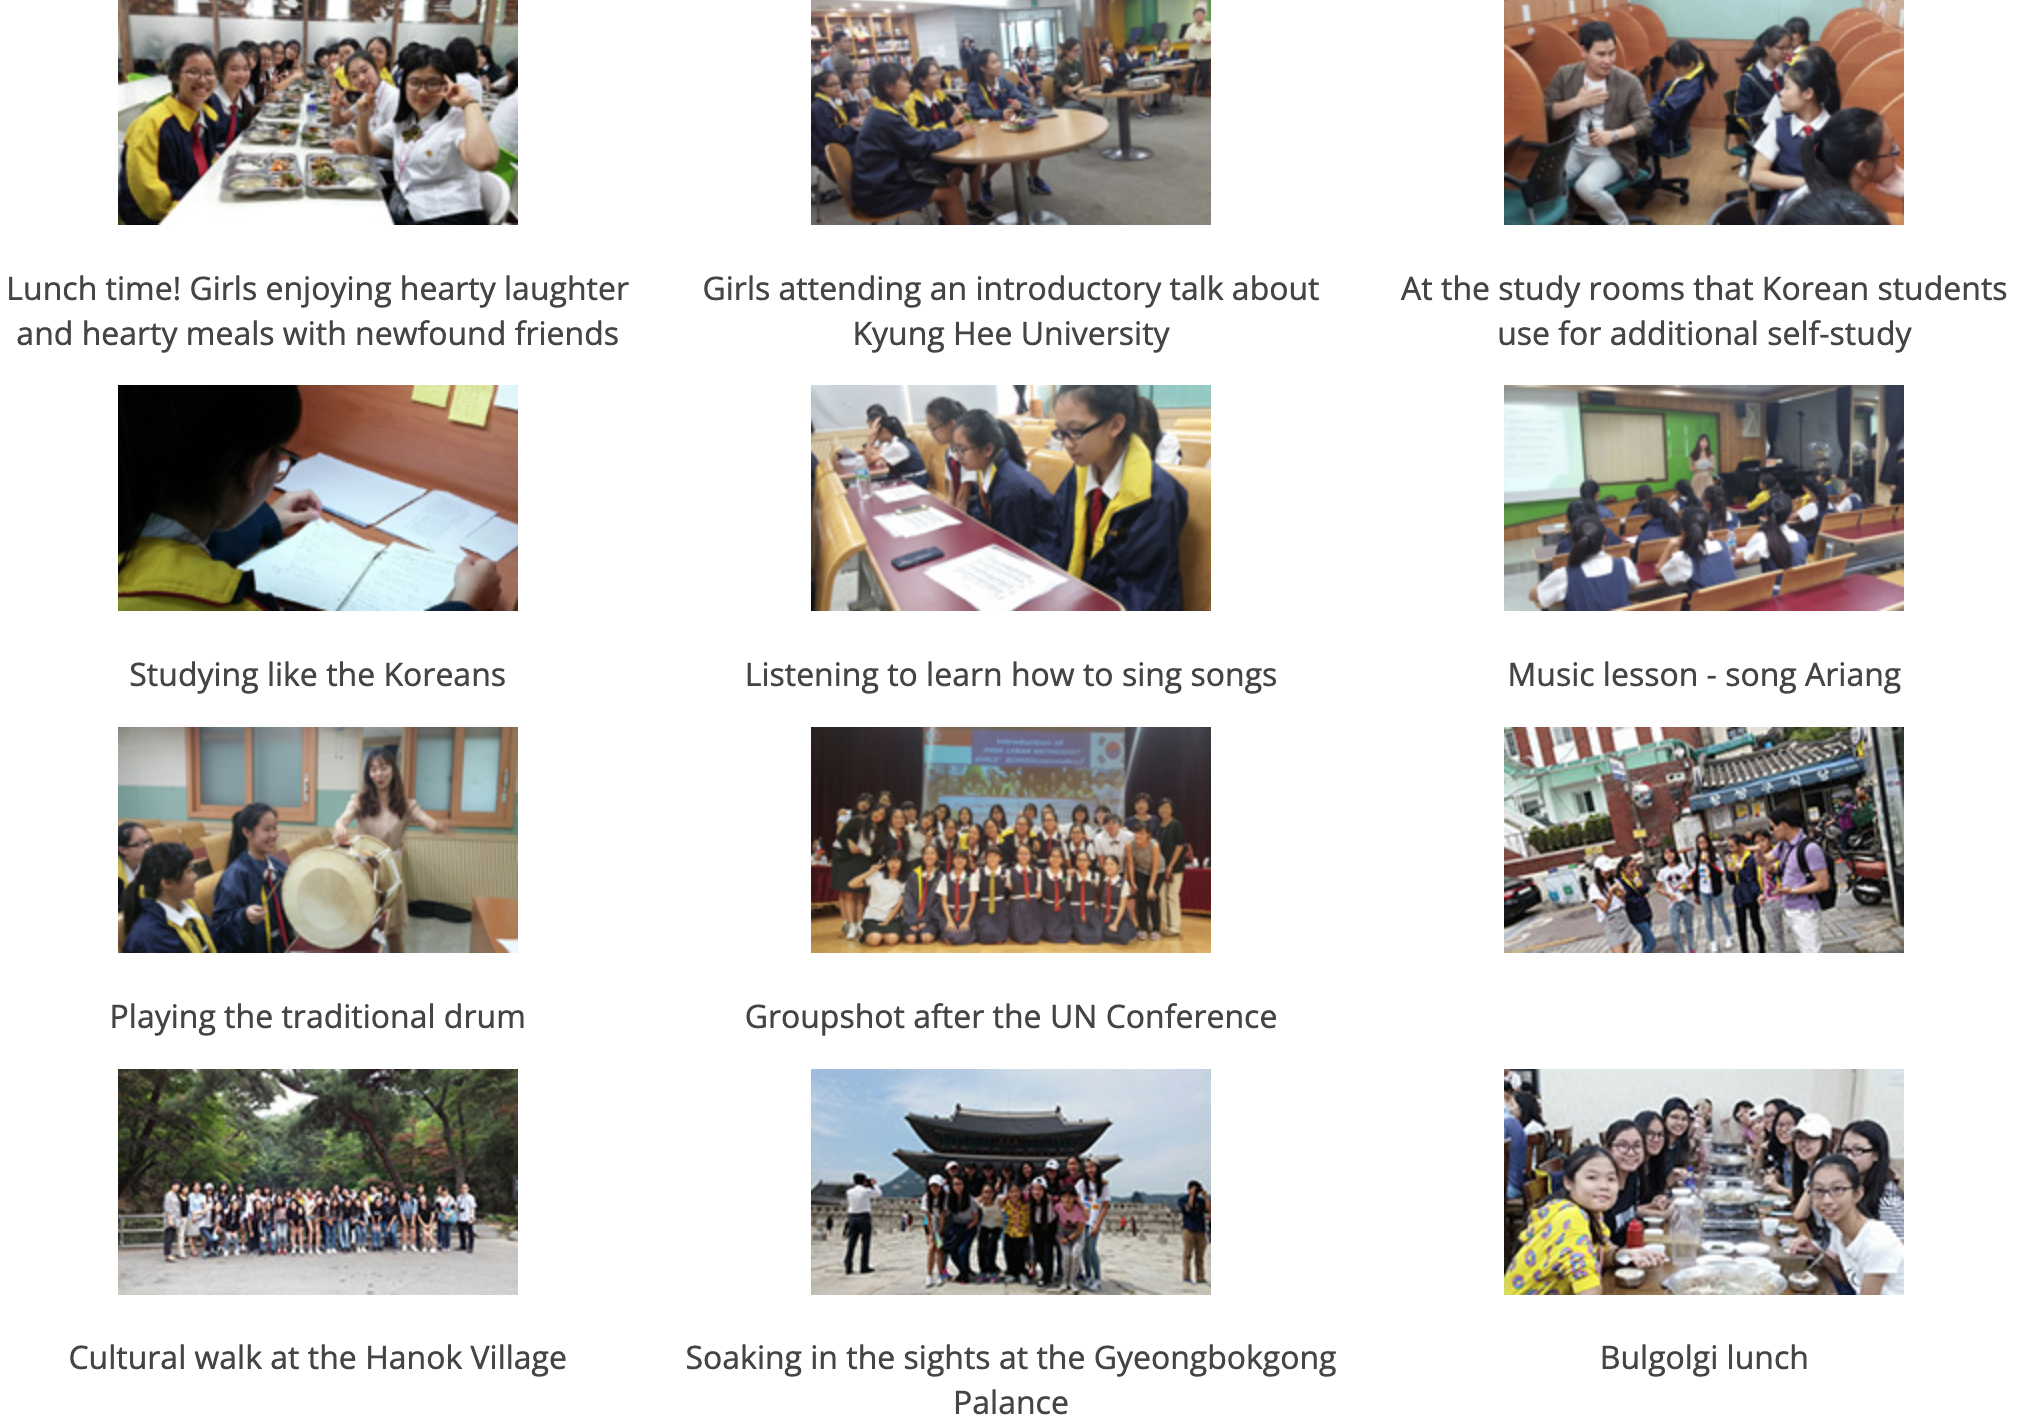 Lunch time! Girls enjoying hearty laughter
and hearty meals with newfound friends
Girls attending an introductory talk about
Kyung Hee University
At the study rooms that Korean students
use for additional self-study
Studying like the Koreans
Listening to learn how to sing songs
Music lesson - song Ariang
Introduction of
PAYA LEBAR METHODIST
Playing the traditional drum
Groupshot after the UN Conference
Cultural walk at the Hanok Village
Soaking in the sights at the Gyeongbokgong
Palance
Bulgolgi lunch